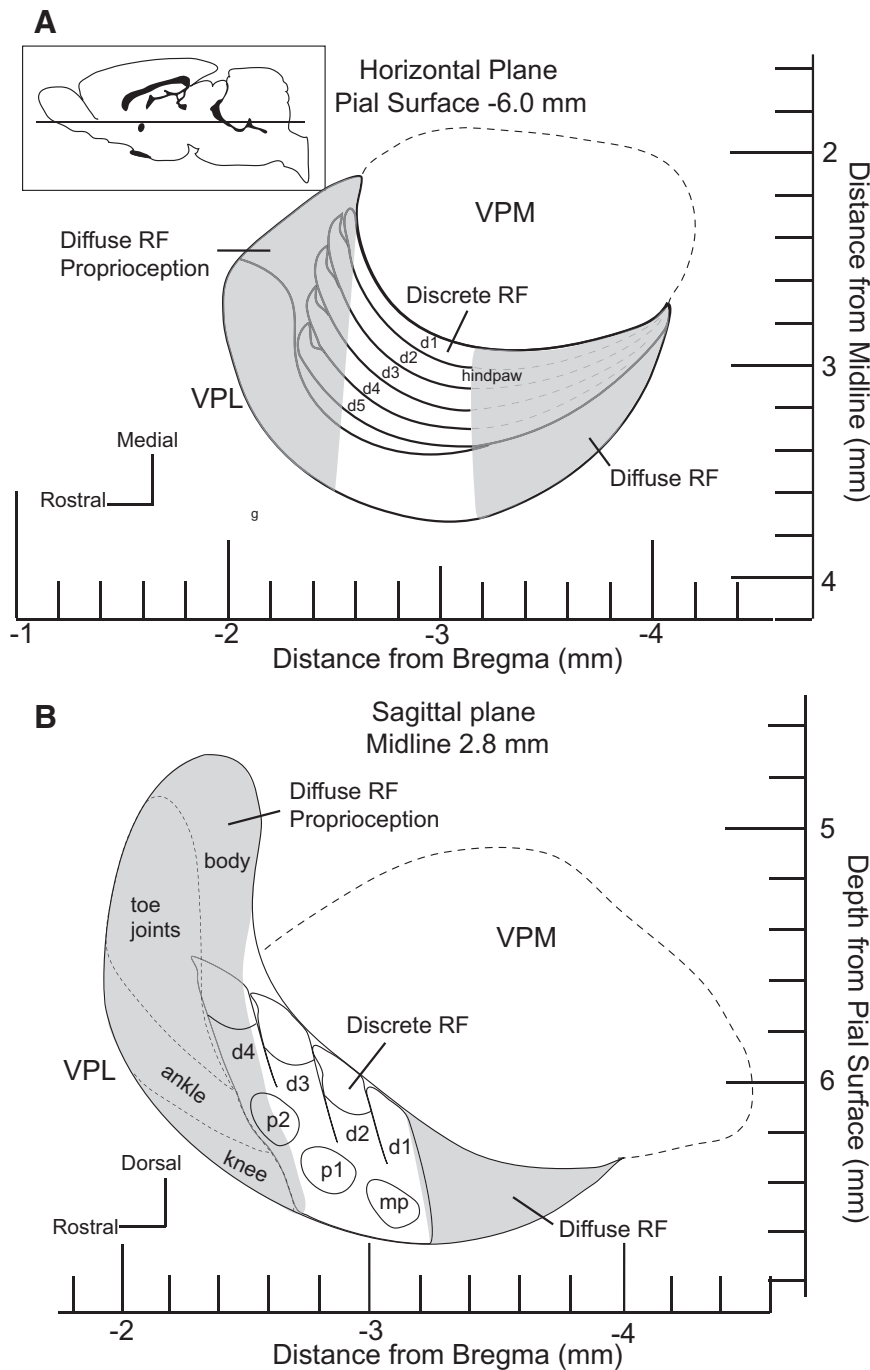 A
Horizontal Plane
Pial Surface -6.0 mm
VPM
Diffuse RF
Proprioception
Discrete RF
d1
d2
d3
hindpaw
d4
d5
VPL
Medial
Rostral
g
Diffuse RF
2
3
4
Distance from Midline (mm)
-1
-2
-3
-4
Distance from Bregma (mm)
B
Sagittal plane
Midline 2.8 mm
Diffuse RF
Proprioception
body
toe
joints
VPM
Discrete RF
d4
d3
d2
d1
VPL
ankle
p2
knee
p1
mp
Dorsal
Rostral
Diffuse RF
5
6
Depth from Pial Surface (mm)
-2
-3
-4
Distance from Bregma (mm)